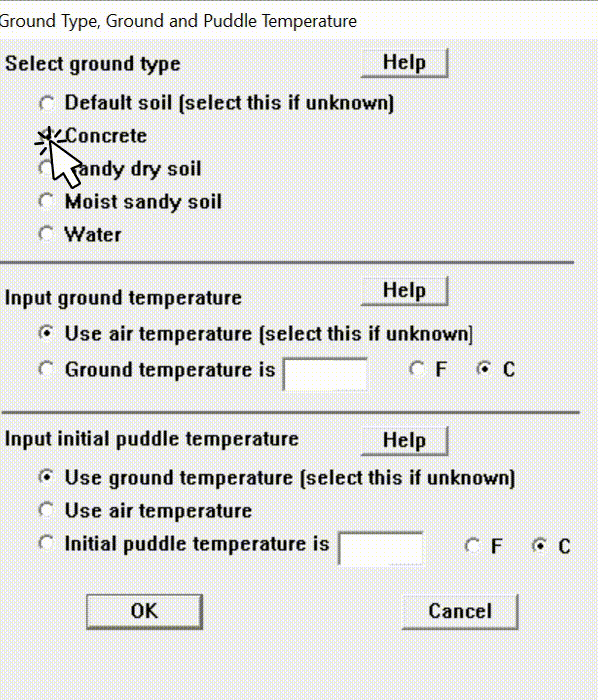 Ground Type, Ground and Puddle Temperature
Select ground type Help
Default soil (select this if unknown)
Concrete
andy dry soil
Moist sandy soil
Water
Input ground temperature Help
Use air temperature (select this if unknown)
Ground temperature is F C
Input initial puddle temperature Help
Use ground temperature (select this if unknown)
Use air temperature
Initial puddle temperature is F C
OK Cancel